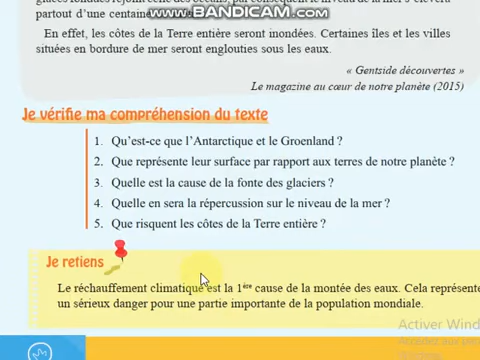 WWW.BANDICAM.COM
partout d'une centaine
En effet, les côtes de la Terre entière seront inondées. Certaines îles et les villes
situées en bordure de mer seront englouties sous les eaux.
« Gentside découvertes »
Le magazine au cœur de notre planète (2015)
Je vérifie ma compréhension du texte
1. Qu'est-ce que l'Antarctique et le Groenland ?
2. Que représente leur surface par rapport aux terres de notre planète ?
3. Quelle est la cause de la fonte des glaciers ?
4. Quelle en sera la répercussion sur le niveau de la mer ?
5. Que risquent les côtes de la Terre entière ?
Je retiens
Le réchauffement climatique est la 1ère cause de la montée des eaux. Cela représente
un sérieux danger pour une partie importante de la population mondiale.
Activer Wind